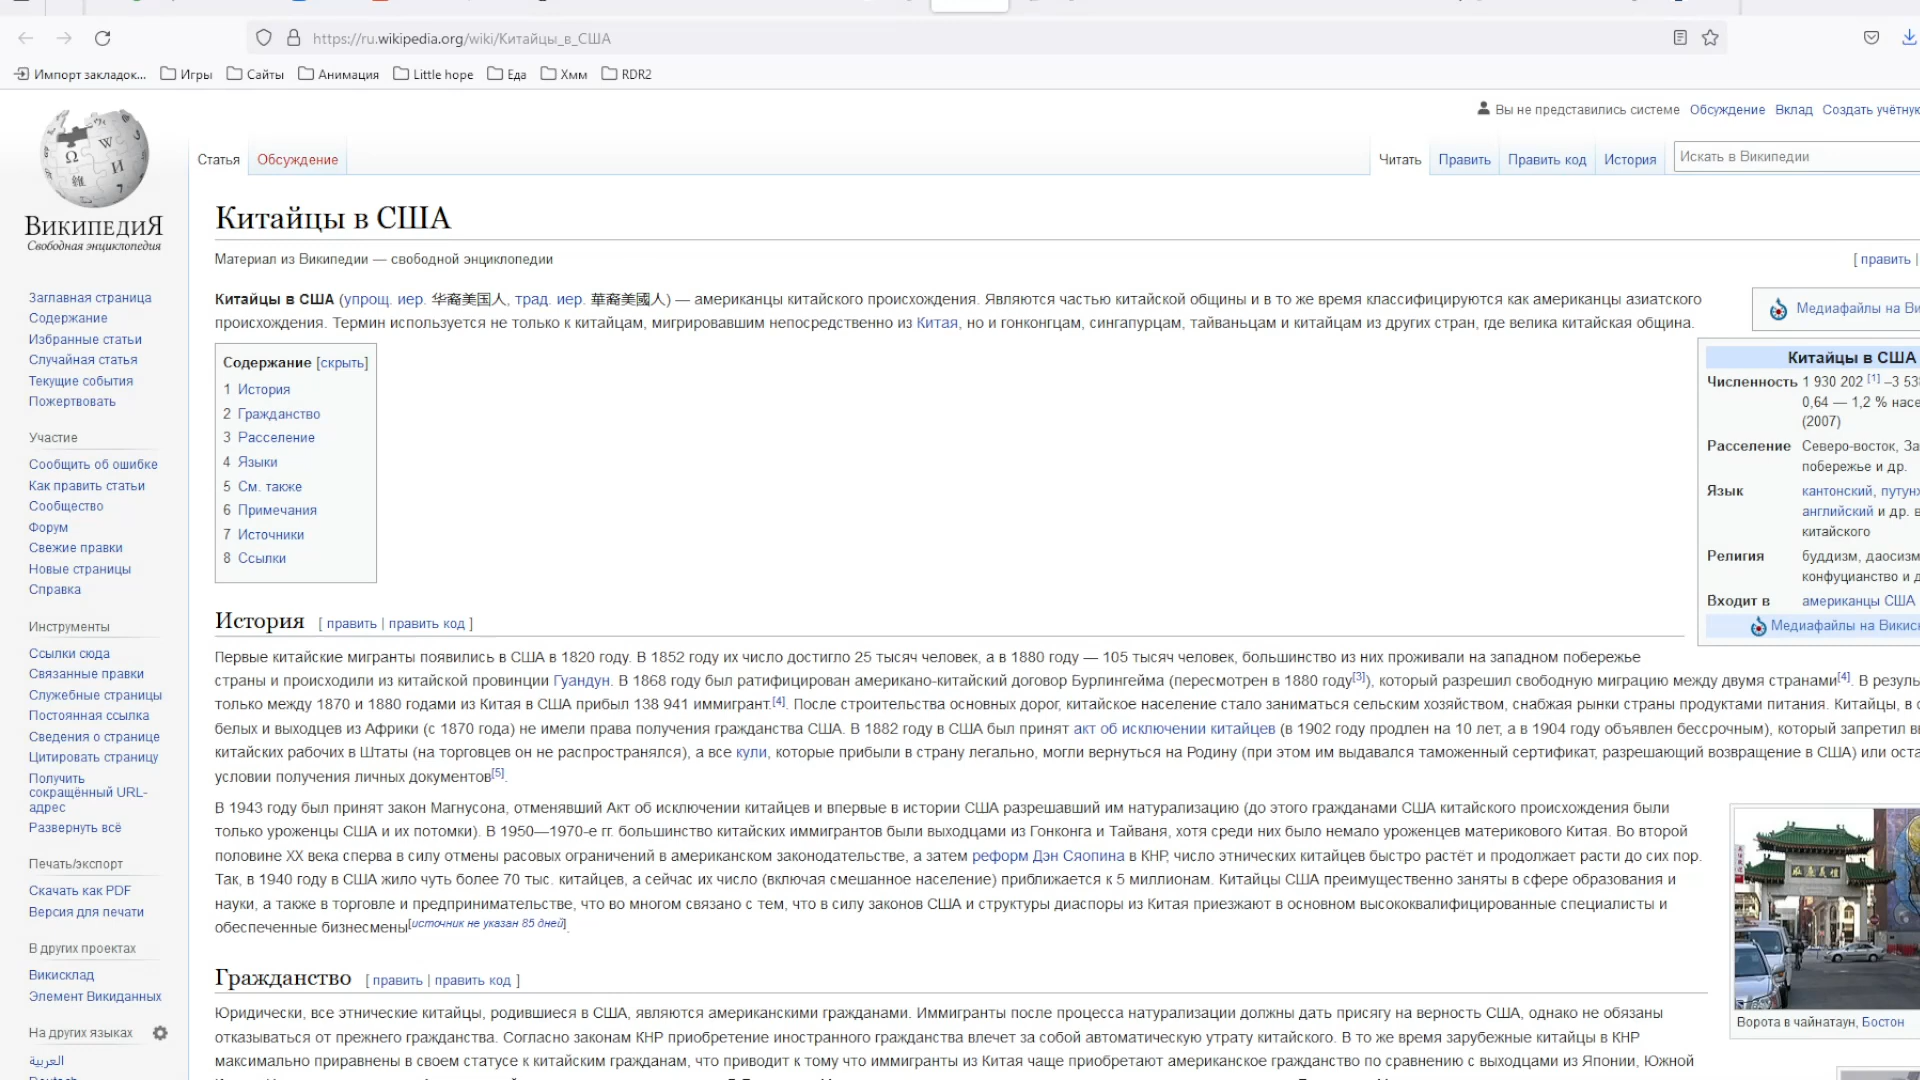 https://ru.wikipedia.org/wiki/Китайцы_в_США
Импорт закладок...
Игры
Сайты
Анимация
Little hope
Еда
Хмм
RDR2
Вы не представились системе
Обсуждение
Вклад
Создать учётную
Статья
Обсуждение
Читать
Править
Править код
История
Искать в Википедии
ВикипедиЯ
Свободная энциклопедия
Заглавная страница
Содержание
Избранные статьи
Случайная статья
Текущие события
Пожертвовать
Участие
Сообщить об ошибке
Как править статьи
Сообщество
Форум
Свежие правки
Новые страницы
Справка
Инструменты
Ссылки сюда
Связанные правки
Служебные страницы
Постоянная ссылка
Сведения о странице
Цитировать страницу
Получить
сокращённый URL-
адрес
Развернуть всё
Печать/экспорт
Скачать как PDF
Версия для печати
В других проектах
Викисклад
Элемент Викиданных
На других языках
العربية
Китайцы в США
Материал из Википедии — свободной энциклопедии
[ править |
Китайцы в США (упрощ. иер. 华裔美国人, трад. иер. 華裔美國人) — американцы китайского происхождения. Являются частью китайской общины и в то же время классифицируются как американцы азиатского
происхождения. Термин используется не только к китайцам, мигрировавшим непосредственно из Китая, но и гонконгцам, сингапурцам, тайваньцам и китайцам из других стран, где велика китайская община.
Содержание [скрыть]
1 История
2 Гражданство
3 Расселение
4 Языки
5 См. также
6 Примечания
7 Источники
8 Ссылки
Медиафайлы на Ви
Китайцы в США
Численность 1 930 202 [1] –3 53
0,64 — 1,2 % насе
(2007)
Расселение Северо-восток, За
побережье и др.
Язык кантонский, путун
английский и др. в
китайского
Религия буддизм, даосизм
конфуцианство и д
Входит в американцы США
Медиафайлы на Викис
История [ править | править код ]
Первые китайские мигранты появились в США в 1820 году. В 1852 году их число достигло 25 тысяч человек, а в 1880 году — 105 тысяч человек, большинство из них проживали на западном побережье
страны и происходили из китайской провинции Гуандун. В 1868 году был ратифицирован американо-китайский договор Бурлингейма (пересмотрен в 1880 году[3]), который разрешил свободную миграцию между двумя странами[4]. В резуль
только между 1870 и 1880 годами из Китая в США прибыл 138 941 иммигрант.[4]. После строительства основных дорог, китайское население стало заниматься сельским хозяйством, снабжая рынки страны продуктами питания. Китайцы, в о
белых и выходцев из Африки (с 1870 года) не имели права получения гражданства США. В 1882 году в США был принят акт об исключении китайцев (в 1902 году продлен на 10 лет, а в 1904 году объявлен бессрочным), который запретил в
китайских рабочих в Штаты (на торговцев он не распространялся), а все кули, которые прибыли в страну легально, могли вернуться на Родину (при этом им выдавался таможенный сертификат, разрешающий возвращение в США) или оста
условии получения личных документов[5].
В 1943 году был принят закон Магнусона, отменявший Акт об исключении китайцев и впервые в истории США разрешавший им натурализацию (до этого гражданами США китайского происхождения были
только уроженцы США и их потомки). В 1950—1970-е гг. большинство китайских иммигрантов были выходцами из Гонконга и Тайваня, хотя среди них было немало уроженцев материкового Китая. Во второй
половине XX века сперва в силу отмены расовых ограничений в американском законодательстве, а затем реформ Дэн Сяопина в КНР, число этнических китайцев быстро растёт и продолжает расти до сих пор.
Так, в 1940 году в США жило чуть более 70 тыс. китайцев, а сейчас их число (включая смешанное население) приближается к 5 миллионам. Китайцы США преимущественно заняты в сфере образования и
науки, а также в торговле и предпринимательстве, что во многом связано с тем, что в силу законов США и структуры диаспоры из Китая приезжают в основном высококвалифицированные специалисты и
обеспеченные бизнесмены[источник не указан 85 дней].
Ворота в чайнатаун, Бостон
Гражданство [ править | править код ]
Юридически, все этнические китайцы, родившиеся в США, являются американскими гражданами. Иммигранты после процесса натурализации должны дать присягу на верность США, однако не обязаны
отказываться от прежнего гражданства. Согласно законам КНР приобретение иностранного гражданства влечет за собой автоматическую утрату китайского. В то же время зарубежные китайцы в КНР
максимально приравнены в своем статусе к китайским гражданам, что приводит к тому что иммигранты из Китая чаще приобретают американское гражданство по сравнению с выходцами из Японии, Южной